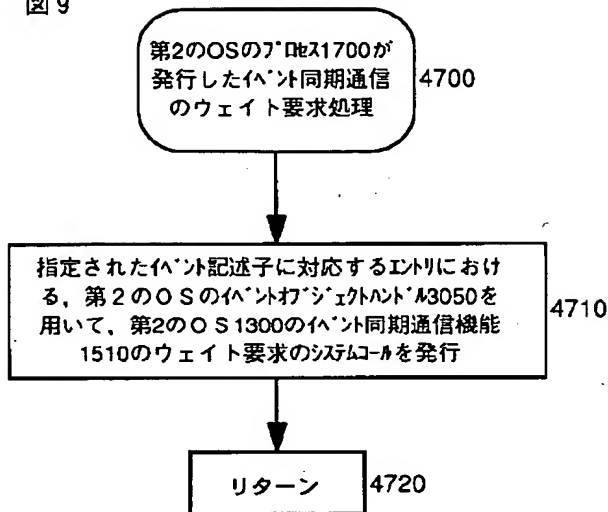 図9
第2のOSのプロセス1700が
発行したイベント同期通信
のウェイト要求処理
4700
指定されたイベント記述子に対応するエントリにおけ
る，第２のＯＳのイベントオブジェクトハンドル3050を
用いて，第2のＯＳ1300のイベント同期通信機能
1510のウェイト要求のシステムコールを発行
4710
リターン
4720